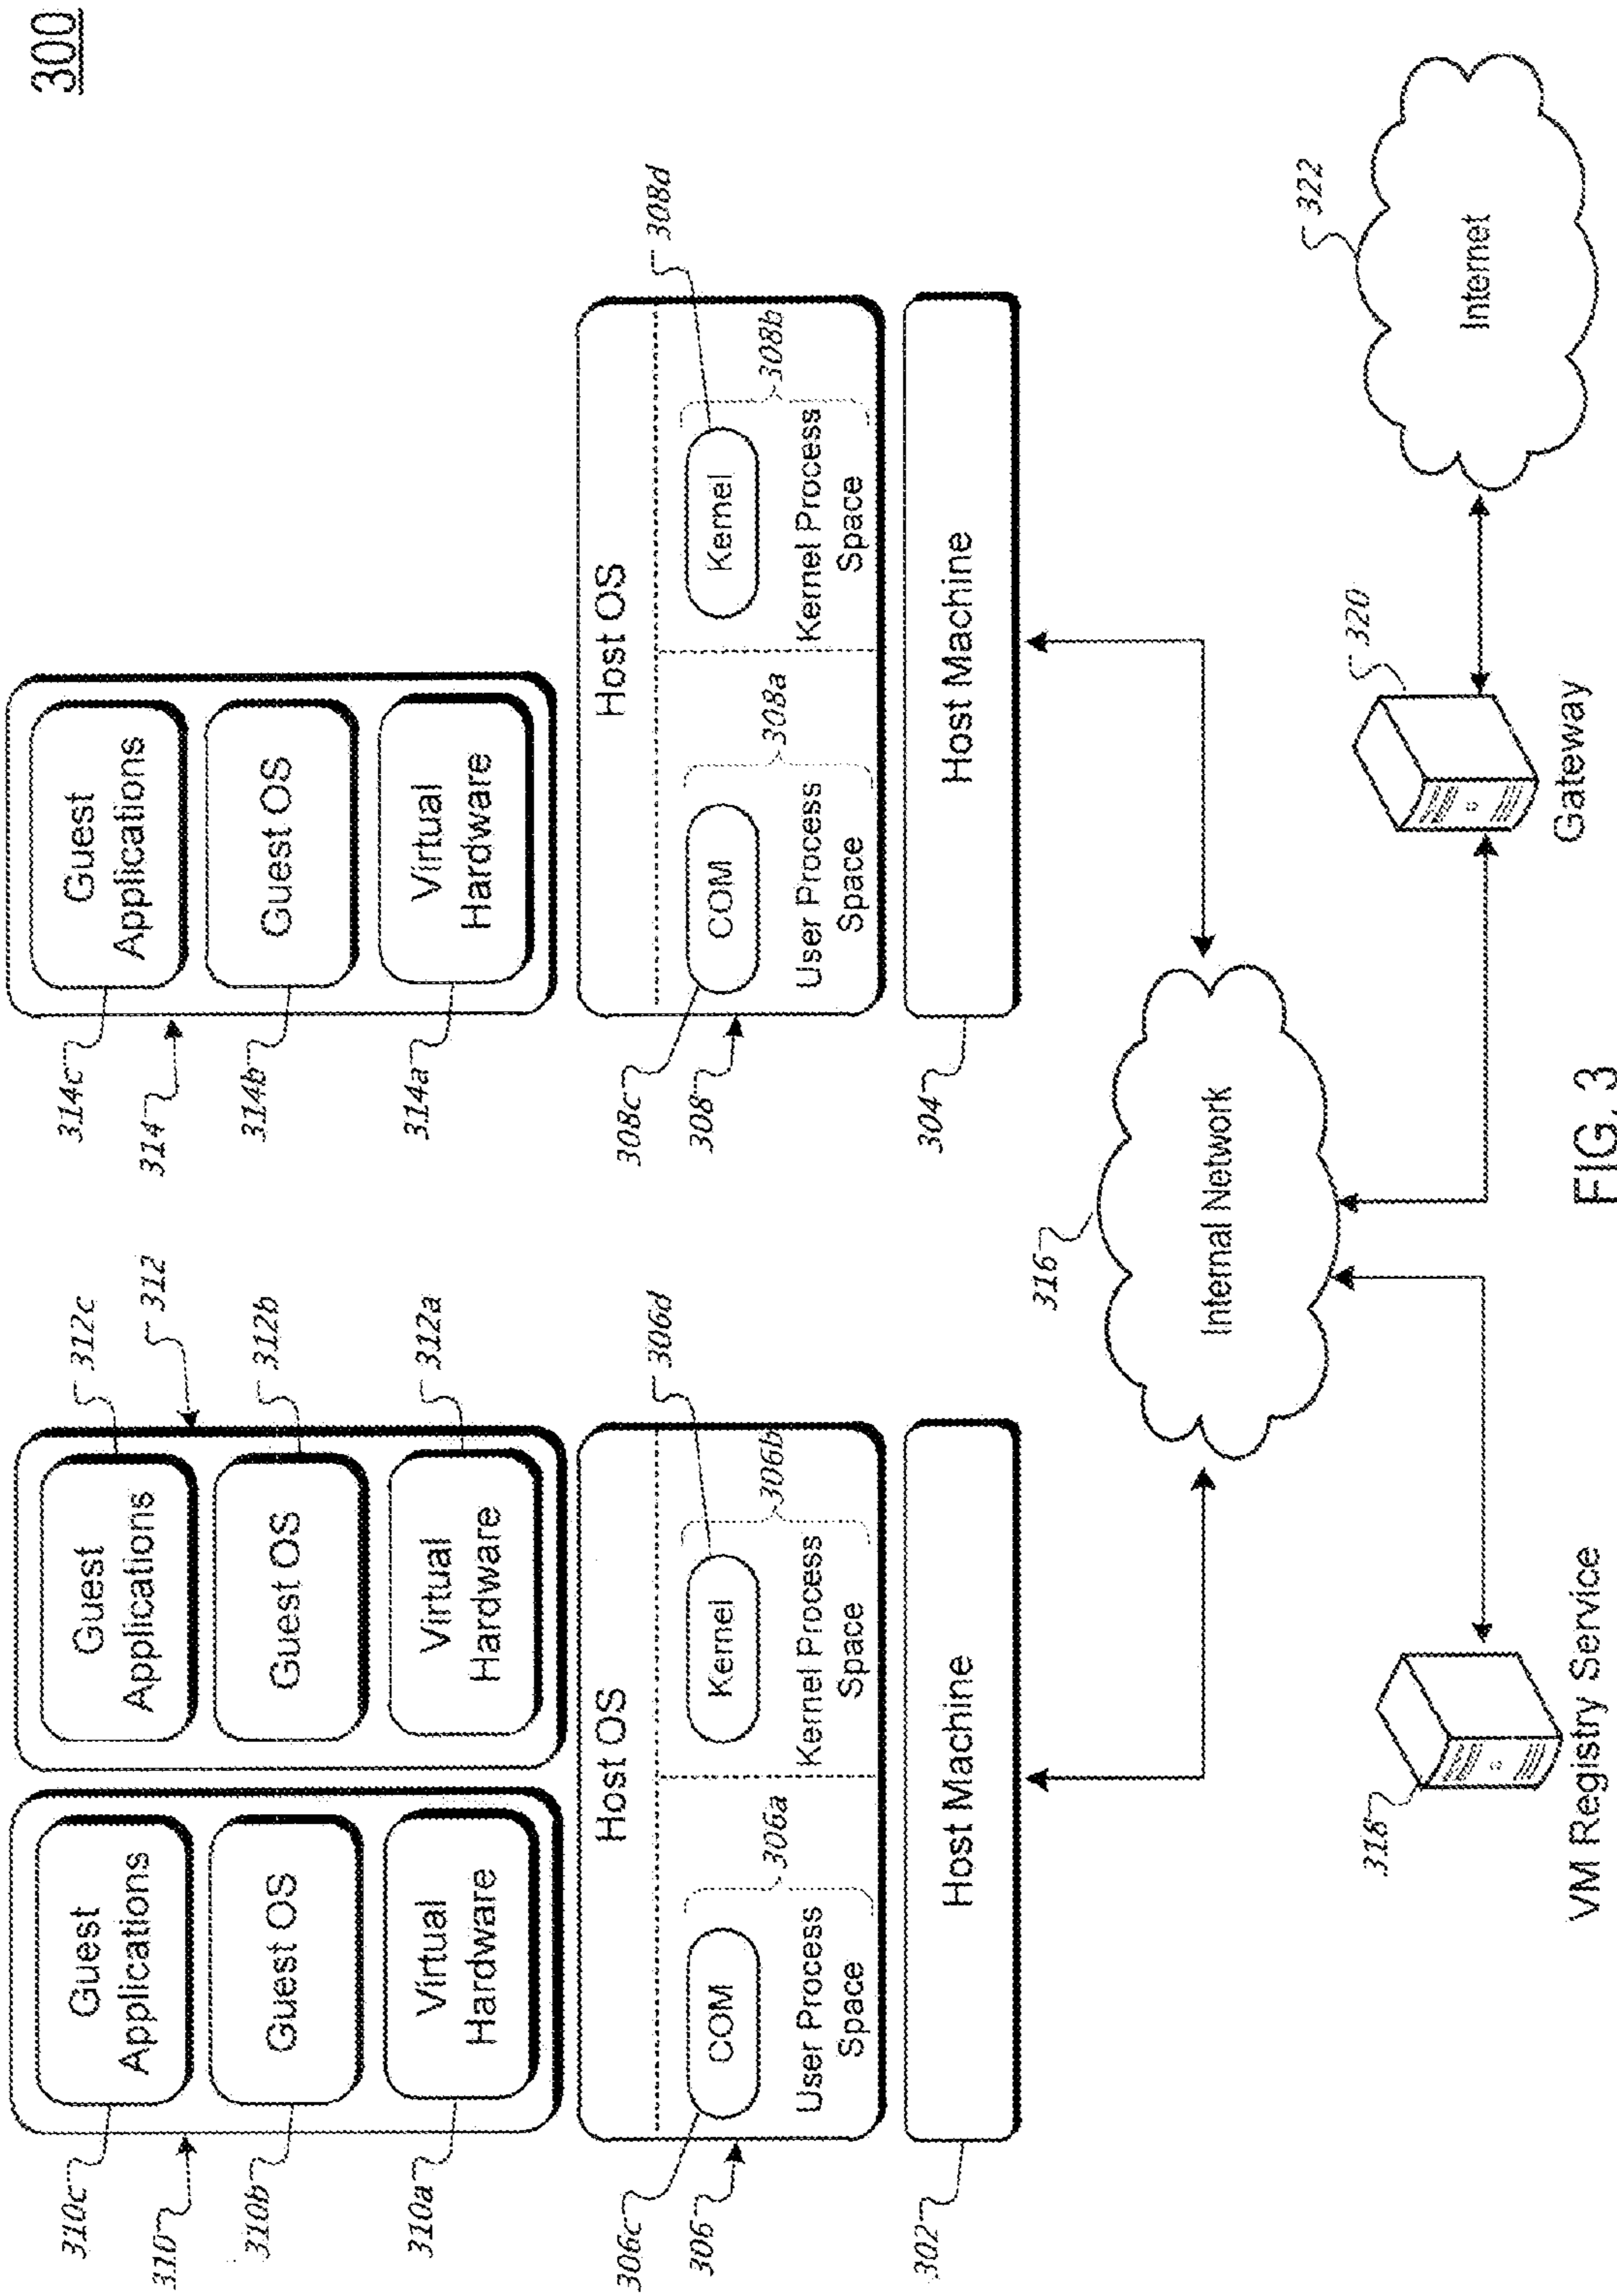 300
310c
Guest
Applications
310
310b
Guest OS
310a
Virtual
Hardware
312c
Guest
Applications
312
312b
Guest OS
312a
Virtual
Hardware
314c
Guest
Applications
314
314b
Guest OS
314a
Virtual
Hardware
Host OS
306c
COM
306
306a
User Process
Space
306d
Kernel
306b
Kernel Process
Space
Host OS
308c
COM
308
308a
User Process
Space
308d
Kernel
308b
Kernel Process
Space
302
Host Machine
304
Host Machine
316
Internal Network
318
VM Registry Service
320
Gateway
322
Internet
FIG. 3